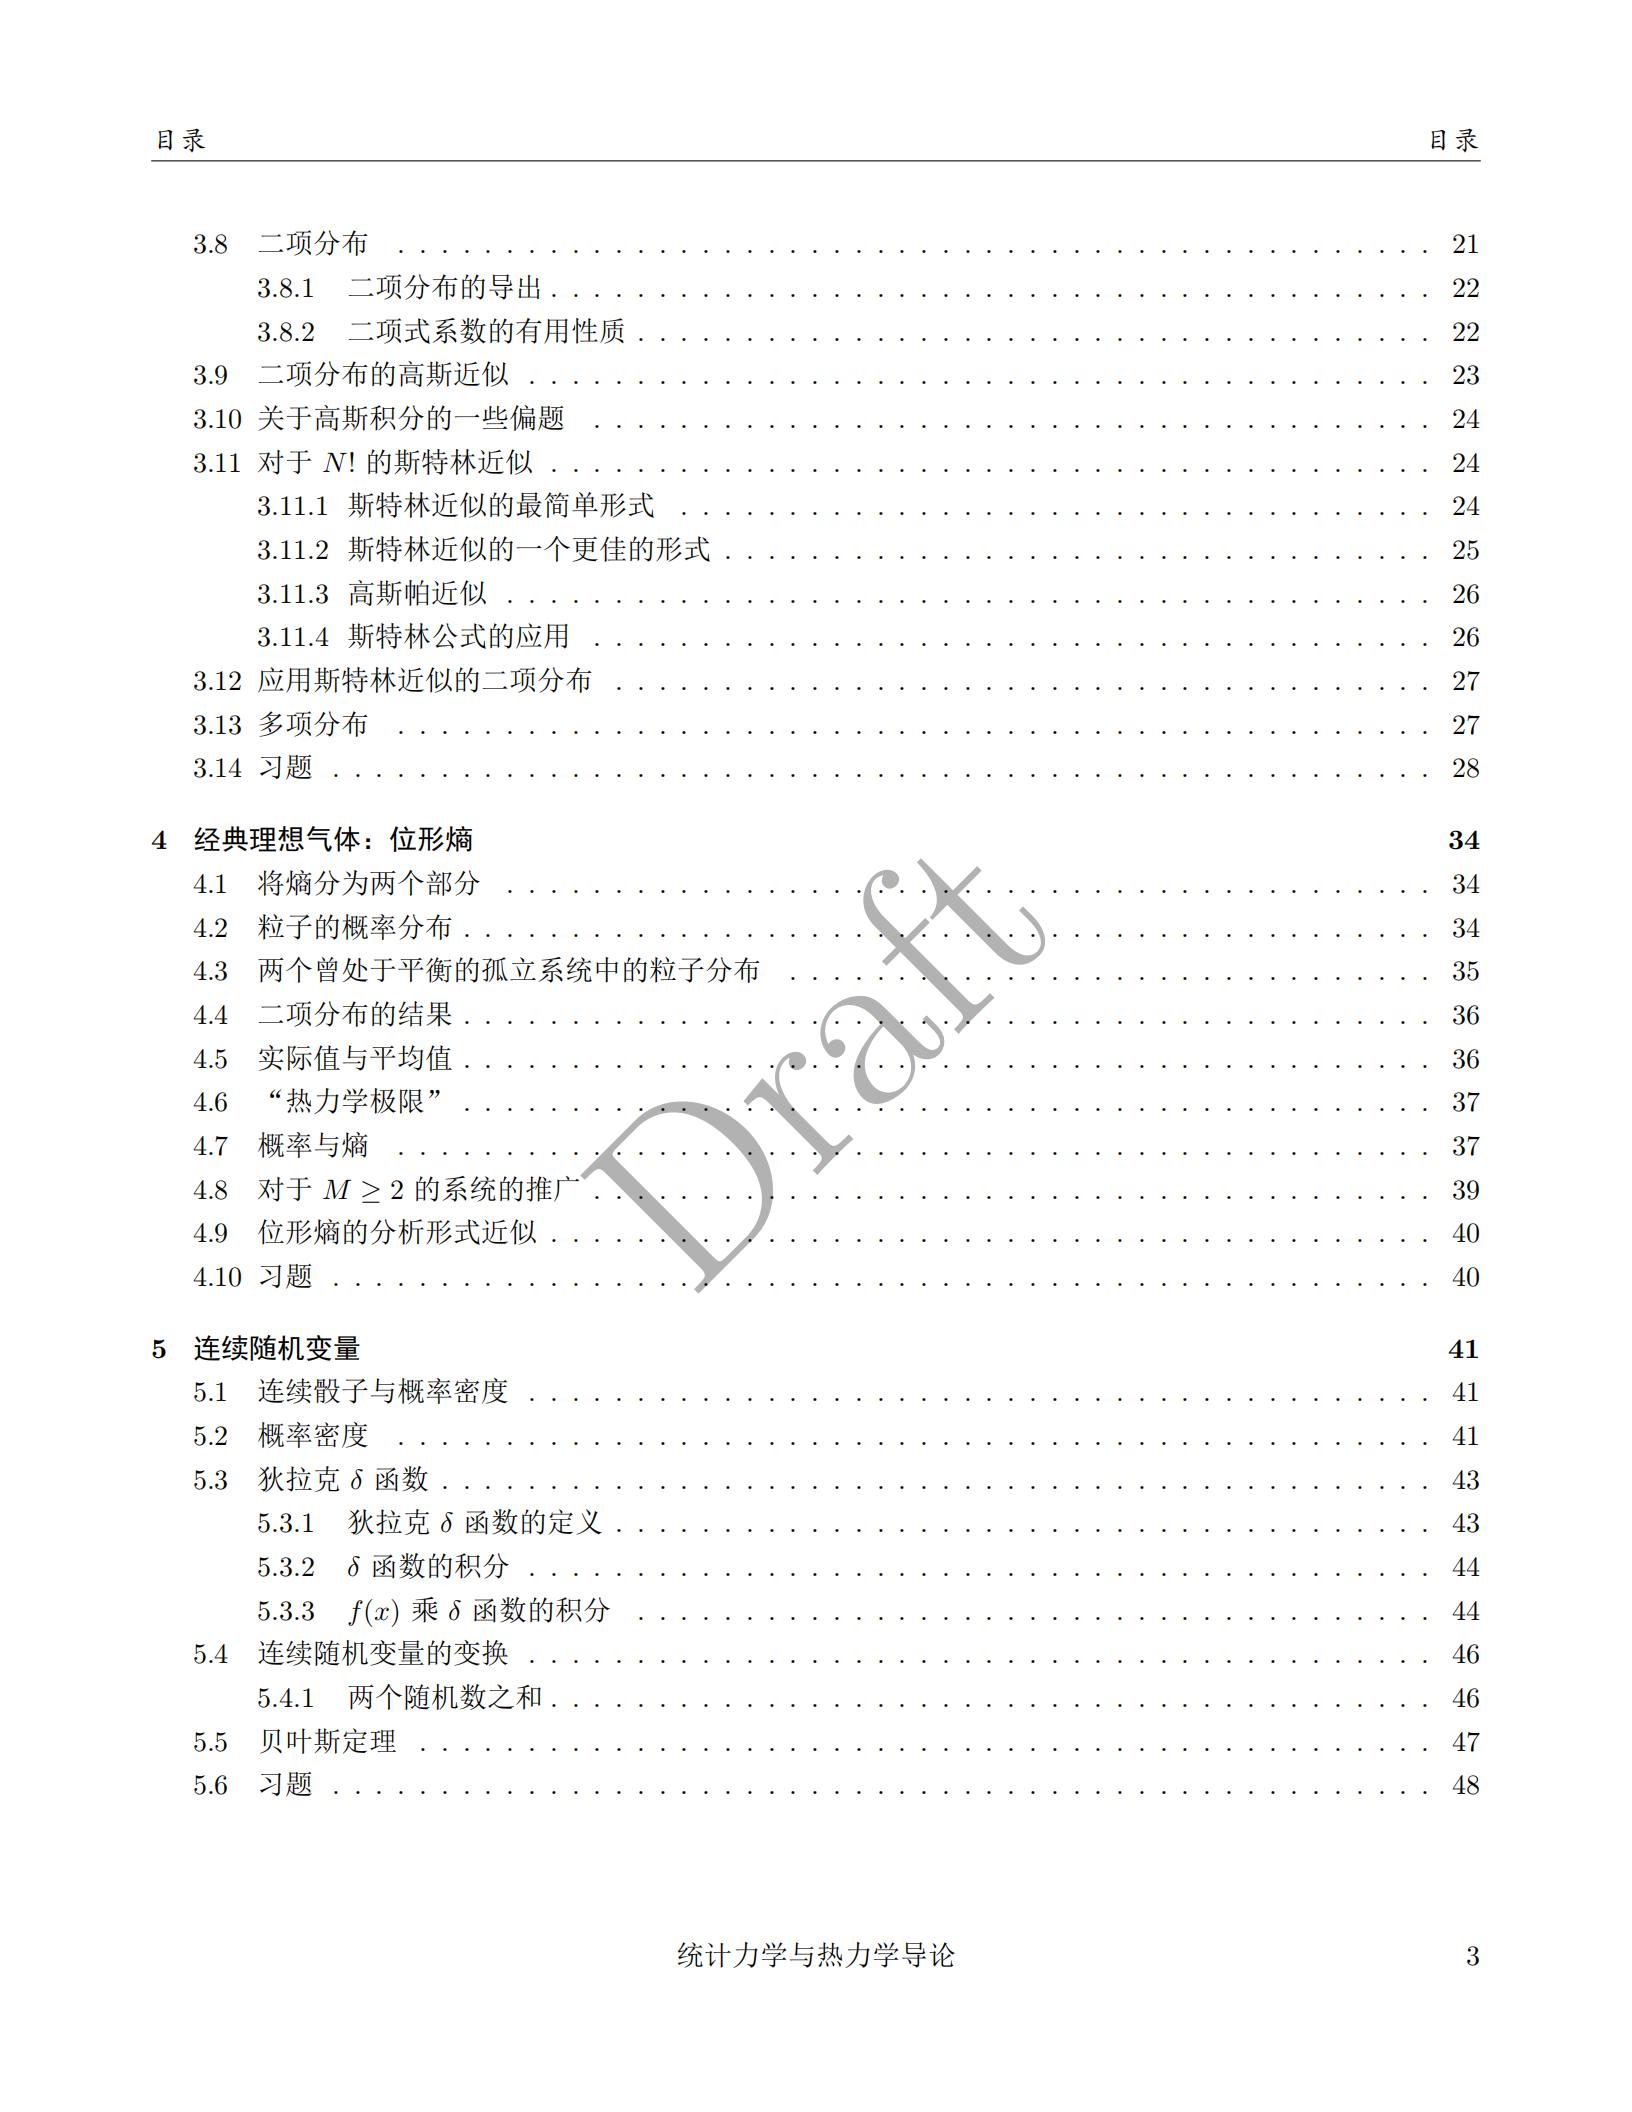 目录 目录
3.8 二项分布 . . . . . . . . . . 21
3.8.1 二项分布的导出 . . . . . . . . . . 22
3.8.2 二项式系数的有用性质 . . . . . . . . . . 22
3.9 二项分布的高斯近似 . . . . . . . . . . 23
3.10 关于高斯积分的一些偏题 . . . . . . . . . . 24
3.11 对于 N! 的斯特林近似 . . . . . . . . . . 24
3.11.1 斯特林近似的最简单形式 . . . . . . . . . . 24
3.11.2 斯特林近似的一个更佳的形式 . . . . . . . . . . 25
3.11.3 高斯帕近似 . . . . . . . . . . 26
3.11.4 斯特林公式的应用 . . . . . . . . . . 26
3.12 应用斯特林近似的二项分布 . . . . . . . . . . 27
3.13 多项分布 . . . . . . . . . . 27
3.14 习题 . . . . . . . . . . 28
4 经典理想气体：位形熵 34
4.1 将熵分为两个部分 . . . . . . . . . . 34
4.2 粒子的概率分布 . . . . . . . . . . 34
4.3 两个曾处于平衡的孤立系统中的粒子分布 . . . . . . . . . . 35
4.4 二项分布的结果 . . . . . . . . . . 36
4.5 实际值与平均值 . . . . . . . . . . 36
4.6 “热力学极限” . . . . . . . . . . 37
4.7 概率与熵 . . . . . . . . . . 37
4.8 对于 M ≥ 2 的系统的推广 . . . . . . . . . . 39
4.9 位形熵的分析形式近似 . . . . . . . . . . 40
4.10 习题 . . . . . . . . . . 40
5 连续随机变量 41
5.1 连续骰子与概率密度 . . . . . . . . . . 41
5.2 概率密度 . . . . . . . . . . 41
5.3 狄拉克 δ 函数 . . . . . . . . . . 43
5.3.1 狄拉克 δ 函数的定义 . . . . . . . . . . 43
5.3.2 δ 函数的积分 . . . . . . . . . . 44
5.3.3 f(x) 乘 δ 函数的积分 . . . . . . . . . . 44
5.4 连续随机变量的变换 . . . . . . . . . . 46
5.4.1 两个随机数之和 . . . . . . . . . . 46
5.5 贝叶斯定理 . . . . . . . . . . 47
5.6 习题 . . . . . . . . . . 48
Draft
统计力学与热力学导论 3